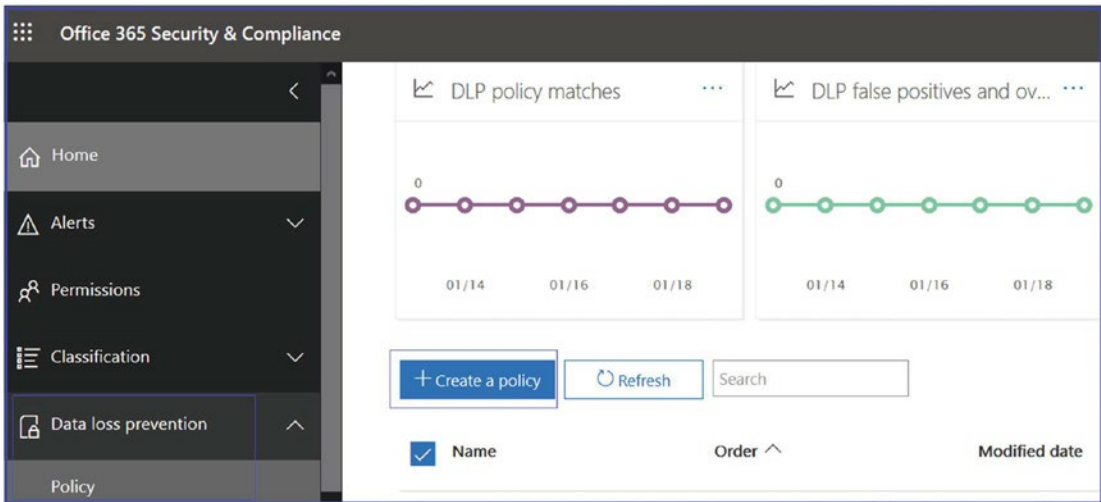 Office 365 Security & Compliance
Home
Alerts
Permissions
Classification
Data loss prevention
Policy
DLP policy matches ...
0
01/14 01/16 01/18
DLP false positives and ov... ...
0
01/14 01/16 01/18
+ Create a policy
Refresh
Search
Name Order Modified date